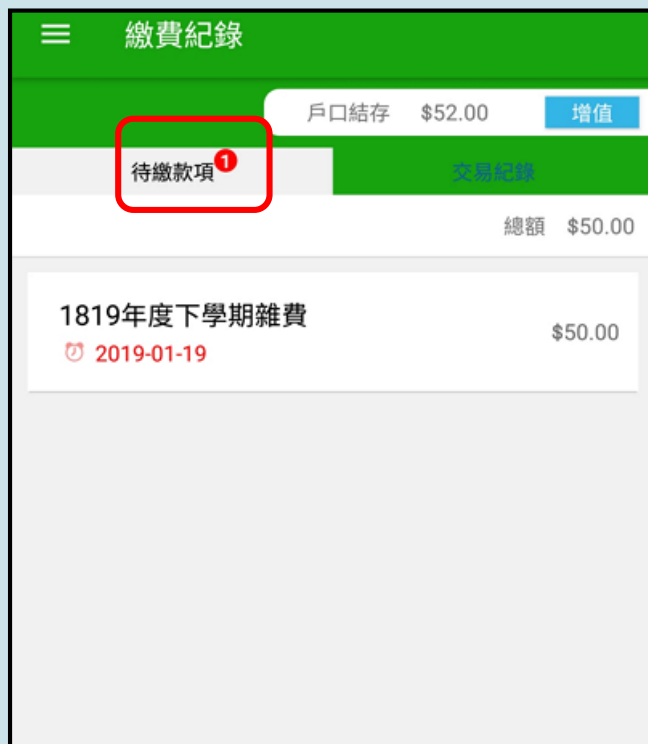 繳費紀錄
戶口結存 $52.00 增值
待繳款項 1 交易紀錄
總額 $50.00
1819年度下學期雜費 $50.00
2019-01-19